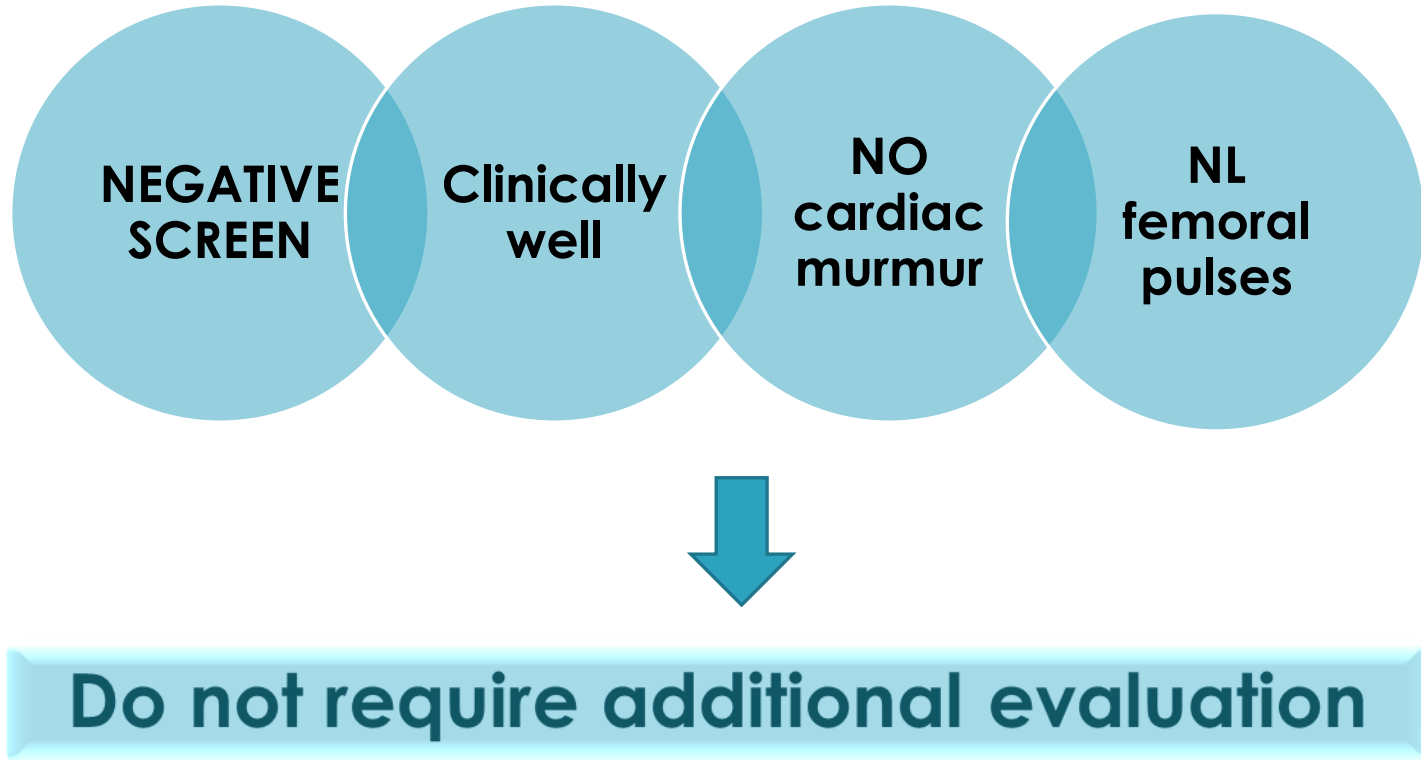 NEGATIVE
SCREEN
Clinically
well
NO
cardiac
murmur
NL
femoral
pulses
Do not require additional evaluation